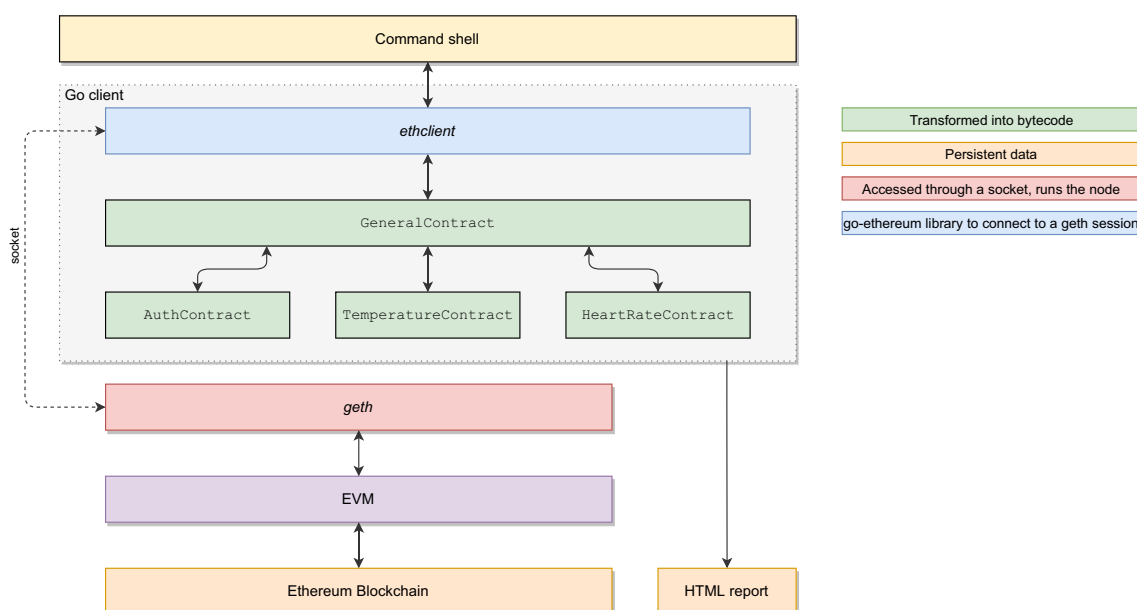 Command shell
Go client
ethclient
Transformed into bytecode
Persistent data
Accessed through a socket, runs the node
go-ethereum library to connect to a geth session
GeneralContract
socket
AuthContract
TemperatureContract
HeartRateContract
geth
EVM
Ethereum Blockchain
HTML report